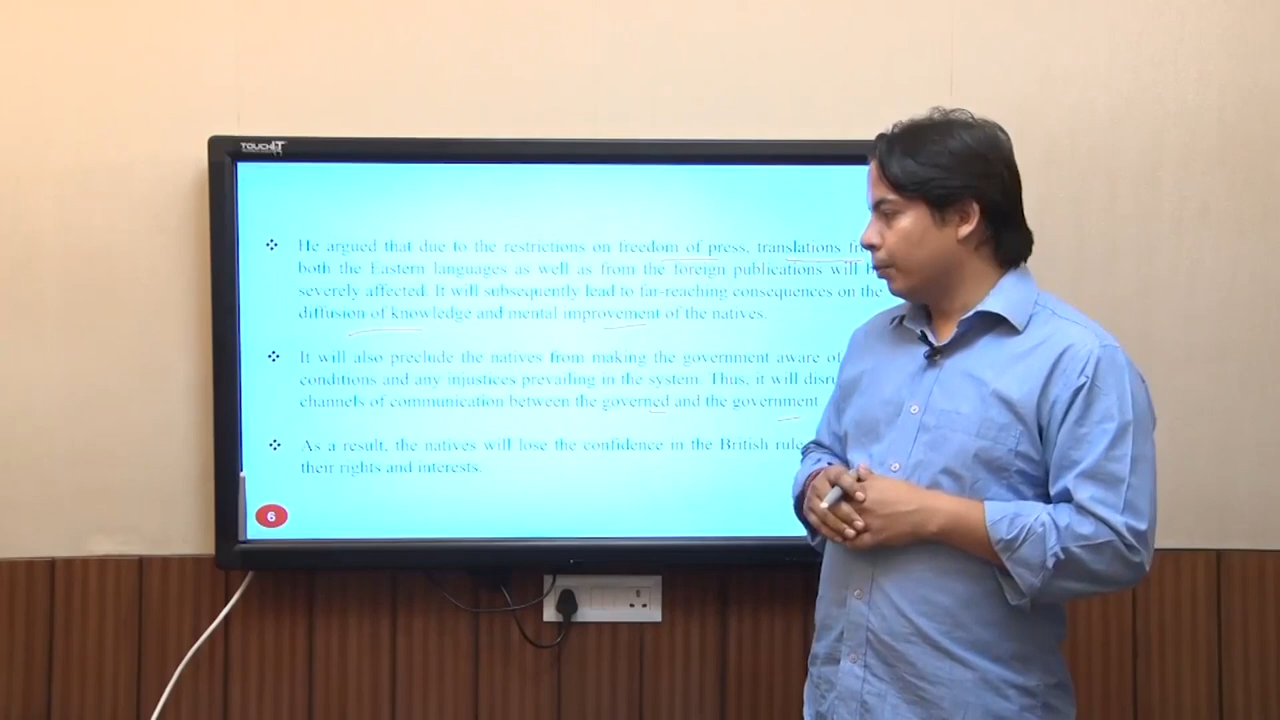 TOUCHIT
❖ He argued that due to the restrictions on freedom of press, translations
both the Eastern languages as well as from the foreign publications will
severely affected. It will subsequently lead to far-reaching consequences on the
diffusion of knowledge and mental improvement of the natives.
❖ It will also preclude the natives from making the government aware of
conditions and any injustices prevailing in the system. Thus, it will
channels of communication between the governed and the government
❖ As a result, the natives will lose the confidence in the British rule
their rights and interests.
6